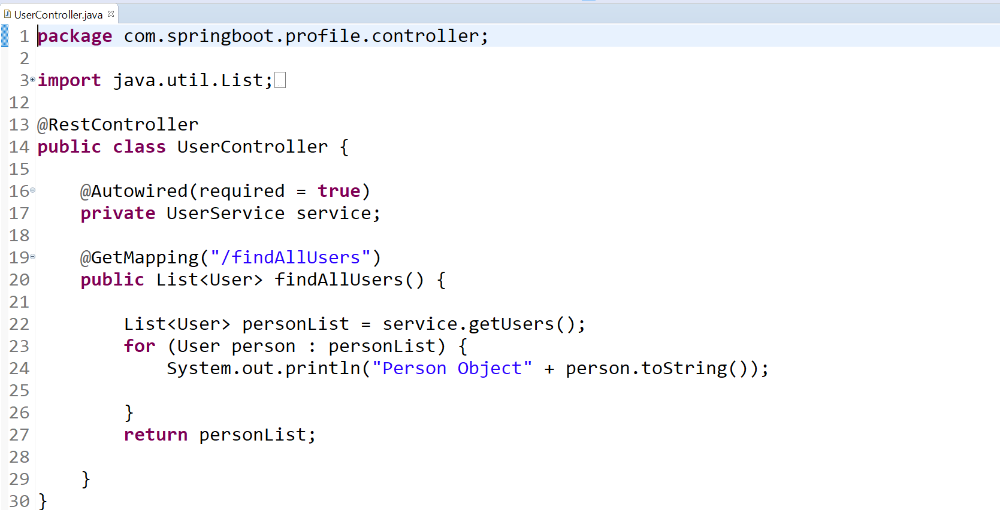 UserController.java
1 package com.springboot.profile.controller;
2
3 import java.util.List;
12
13 @RestController
14 public class UserController {
15
16 @Autowired(required = true)
17 private UserService service;
18
19 @GetMapping("/findAllUsers")
20 public List<User> findAllUsers() {
21
22 List<User> personList = service.getUsers();
23 for (User person : personList) {
24 System.out.println("Person Object" + person.toString());
25
26 }
27 return personList;
28
29 }
30 }